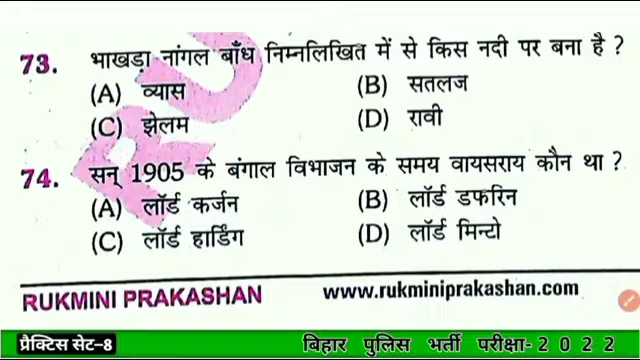 73. भाखड़ा नांगल बाँध निम्नलिखित में से किस नदी पर बना है ?
(A) व्यास (B) सतलज
(C) झेलम (D) रावी
74. सन् 1905 के बंगाल विभाजन के समय वायसराय कौन था ?
(A) लॉर्ड कर्जन (B) लॉर्ड डफरिन
(C) लॉर्ड हार्डिंग (D) लॉर्ड मिन्टो
RUKMINI PRAKASHAN www.rukminiprakashan.com
प्रैक्टिस सेट-8 बिहार पुलिस भर्ती परीक्षा-2022